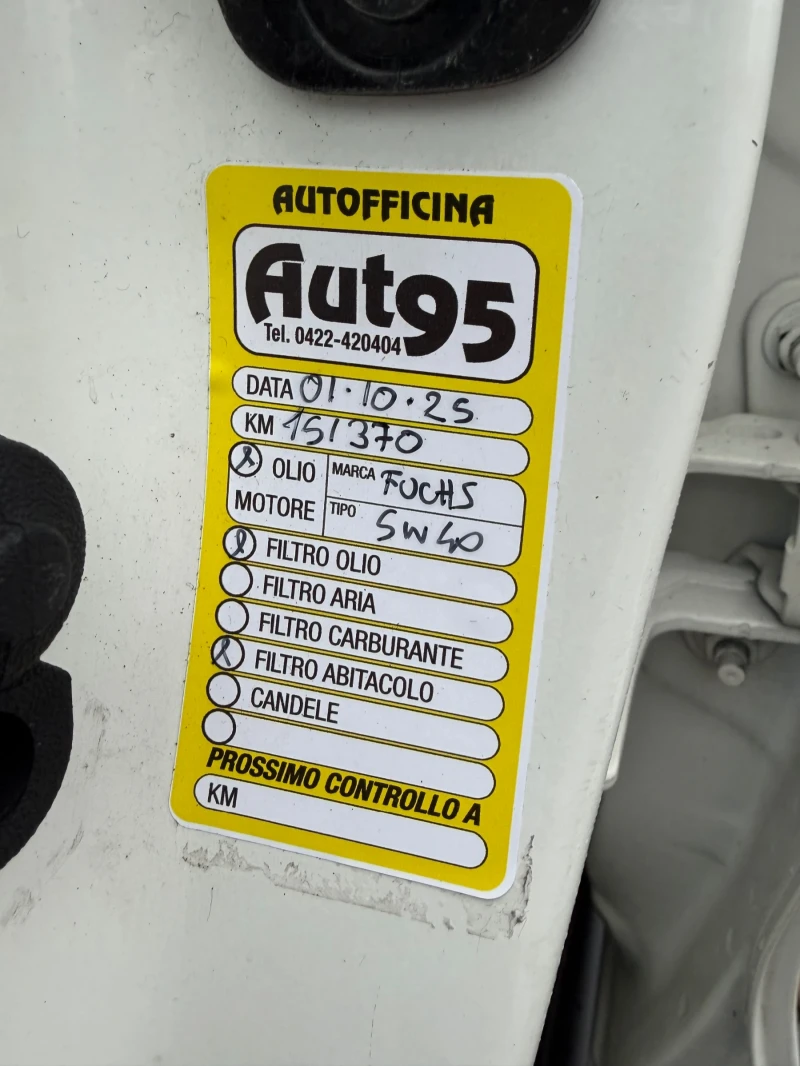 AUTOFFICINA
Aut95
Tel. 0422-420404
DATA 01.10.25
KM 151370
OLIO MOTORE
MARCA FUCHS
TIPO 5W40
FILTRO OLIO
FILTRO ARIA
FILTRO CARBURANTE
FILTRO ABITACOLO
CANDELE
PROSSIMO CONTROLLO A
KM